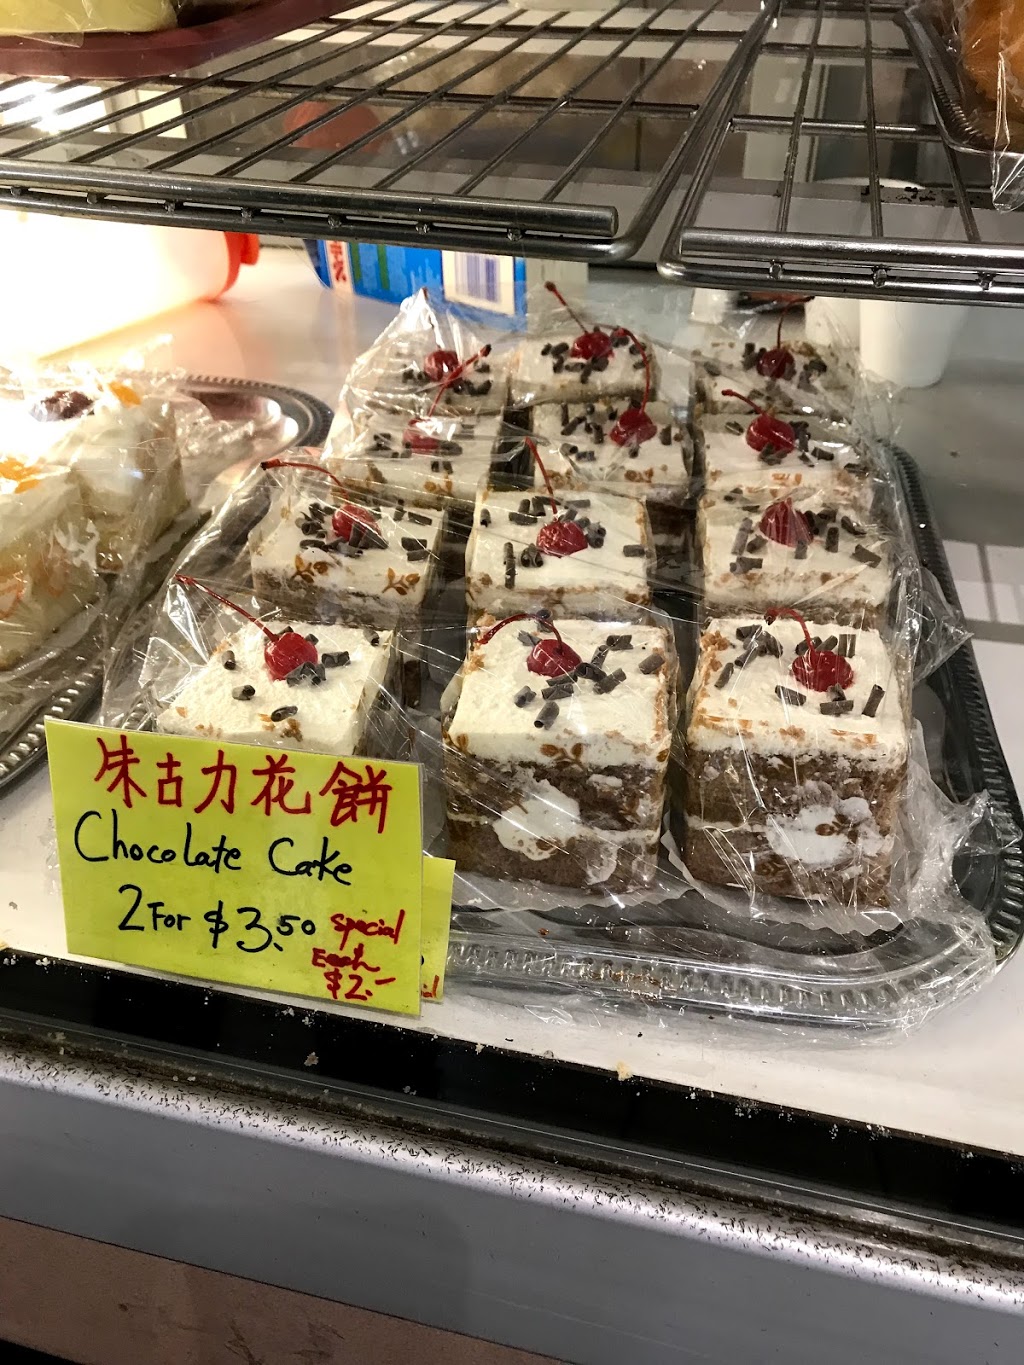 朱古力花餅
Chocolate Cake
2 For $3.50 special
Each
$2.-